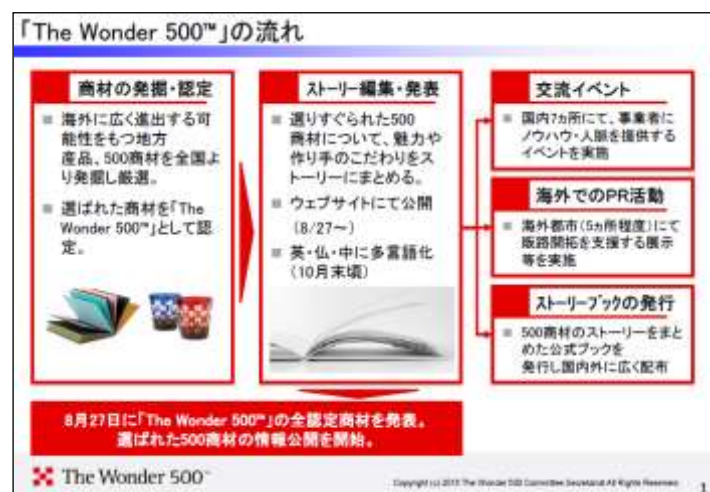 「The Wonder 500™」の流れ
商材の発掘・認定
■ 海外に広く進出する可
能性をもつ地方
産品、500商材を全国よ
り発掘し厳選。
■ 選ばれた商材を「The
Wonder 500™」として認
定。
ストーリー編集・発表
■ 選りすぐられた500
商材について、魅力や
作り手のこだわりをス
トーリーにまとめる。
■ ウェブサイトにて公開
(8/27~)
■ 英・仏・中に多言語化
(10月末頃)
交流イベント
■ 国内7ヵ所にて、事業者に
ノウハウ・人脈を提供する
イベントを実施
海外でのPR活動
■ 海外都市(5ヵ所程度)にて
販路開拓を支援する展示
等を実施
ストーリーブックの発行
■ 500商材のストーリーをまと
めた公式ブックを
発行し国内外に広く配布
8月27日に「The Wonder 500™」の全認定商材を発表。
選ばれた500商材の情報公開を開始。
The Wonder 500™
Copyright (c) 2015 The Wonder 500 Committee Secretariat All Rights Reserved.
1